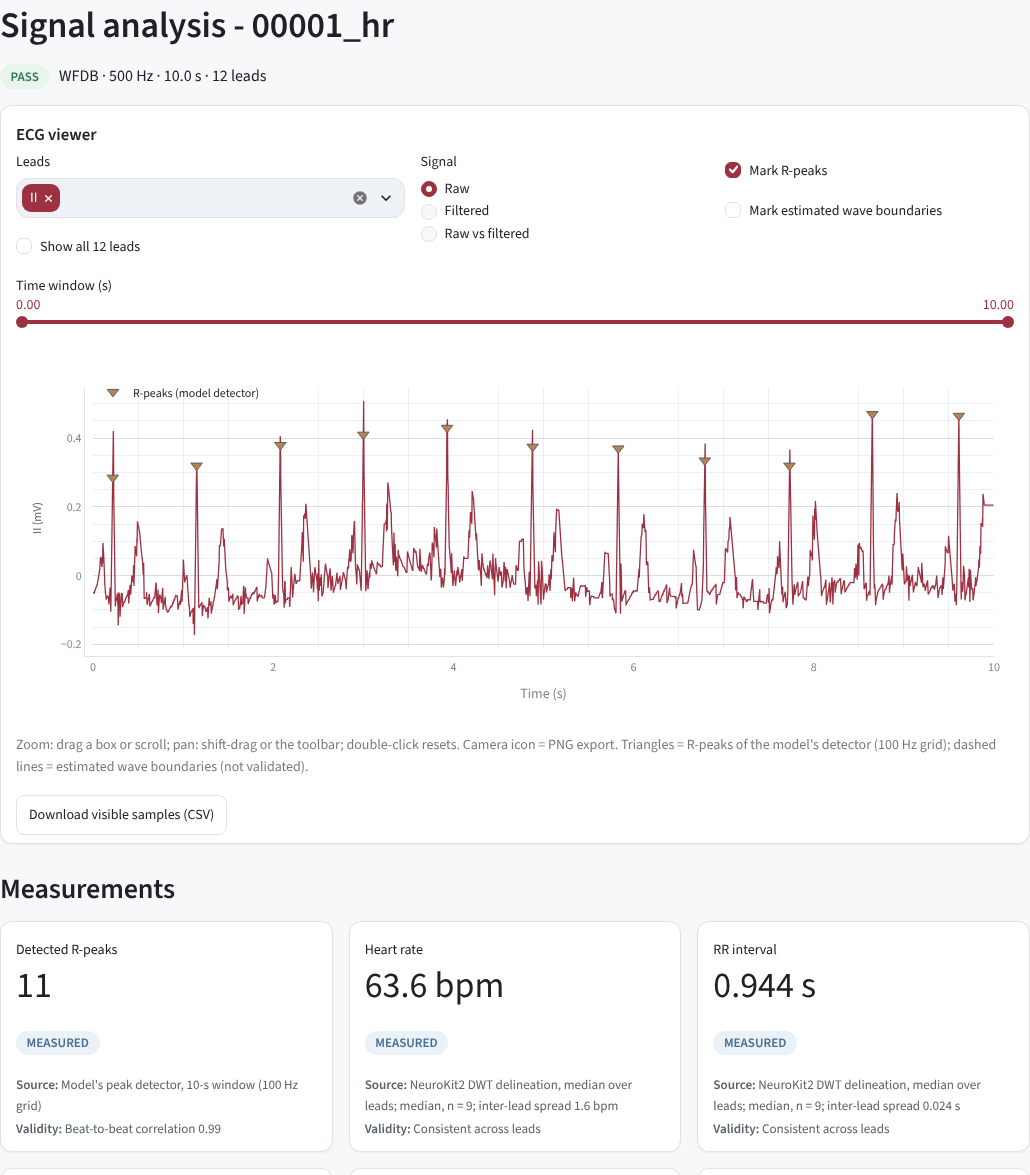 Signal analysis - 00001_hr
PASS WFDB · 500 Hz · 10.0 s · 12 leads
ECG viewer
Leads
II ×
Show all 12 leads
Signal
Raw
Filtered
Raw vs filtered
Mark R-peaks
Mark estimated wave boundaries
Time window (s)
0.00 10.00
R-peaks (model detector)
II (mV)
0.4
0.2
0
−0.2
0 2 4 6 8 10
Time (s)
Zoom: drag a box or scroll; pan: shift-drag or the toolbar; double-click resets. Camera icon = PNG export. Triangles = R-peaks of the model's detector (100 Hz grid); dashed
lines = estimated wave boundaries (not validated).
Download visible samples (CSV)
Measurements
Detected R-peaks
11
MEASURED
Source: Model's peak detector, 10-s window (100 Hz
grid)
Validity: Beat-to-beat correlation 0.99
Heart rate
63.6 bpm
MEASURED
Source: NeuroKit2 DWT delineation, median over
leads; median, n = 9; inter-lead spread 1.6 bpm
Validity: Consistent across leads
RR interval
0.944 s
MEASURED
Source: NeuroKit2 DWT delineation, median over
leads; median, n = 9; inter-lead spread 0.024 s
Validity: Consistent across leads